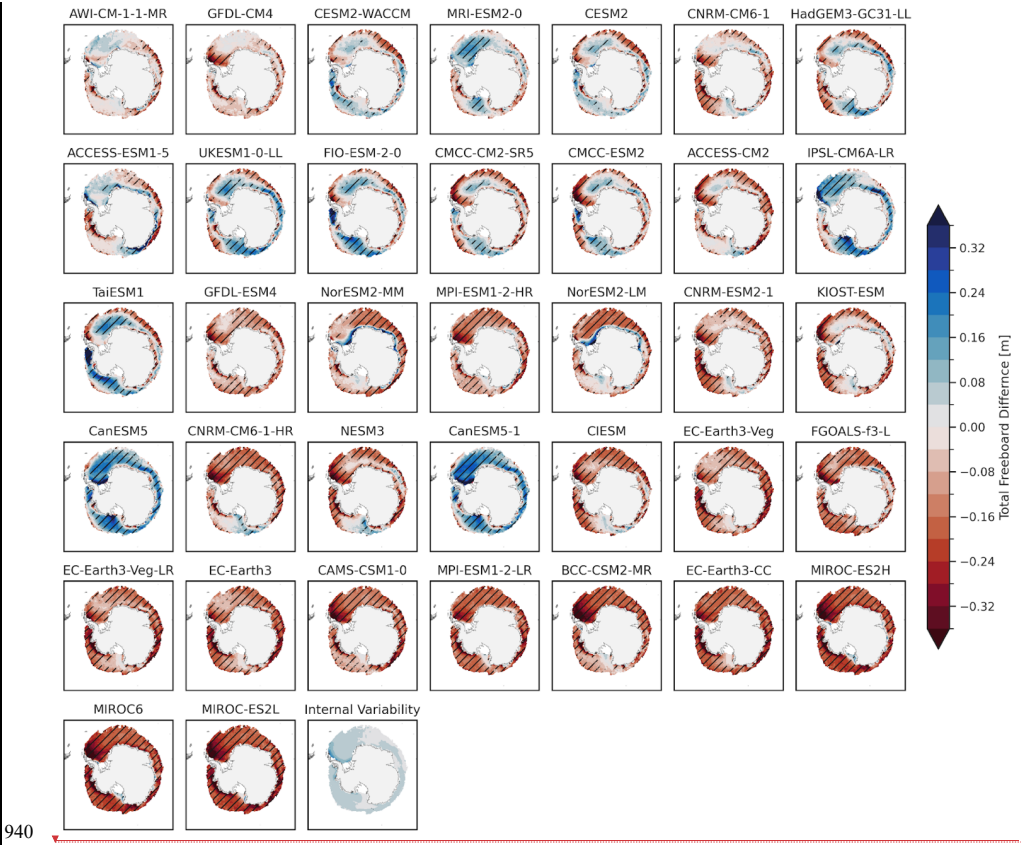 AWI-CM-1-1-MR GFDL-CM4 CESM2-WACCM MRI-ESM2-0 CESM2 CNRM-CM6-1 HadGEM3-GC31-LL
ACCESS-ESM1-5 UKESM1-0-LL FIO-ESM-2-0 CMCC-CM2-SR5 CMCC-ESM2 ACCESS-CM2 IPSL-CM6A-LR
TaiESM1 GFDL-ESM4 NorESM2-MM MPI-ESM1-2-HR NorESM2-LM CNRM-ESM2-1 KIOST-ESM
CanESM5 CNRM-CM6-1-HR NESM3 CanESM5-1 CIESM EC-Earth3-Veg FGOALS-f3-L
EC-Earth3-Veg-LR EC-Earth3 CAMS-CSM1-0 MPI-ESM1-2-LR BCC-CSM2-MR EC-Earth3-CC MIROC-ES2H
MIROC6 MIROC-ES2L Internal Variability
0.32
0.24
0.16
0.08
0.00
−0.08
−0.16
−0.24
−0.32
Total Freeboard Differnce [m]
940